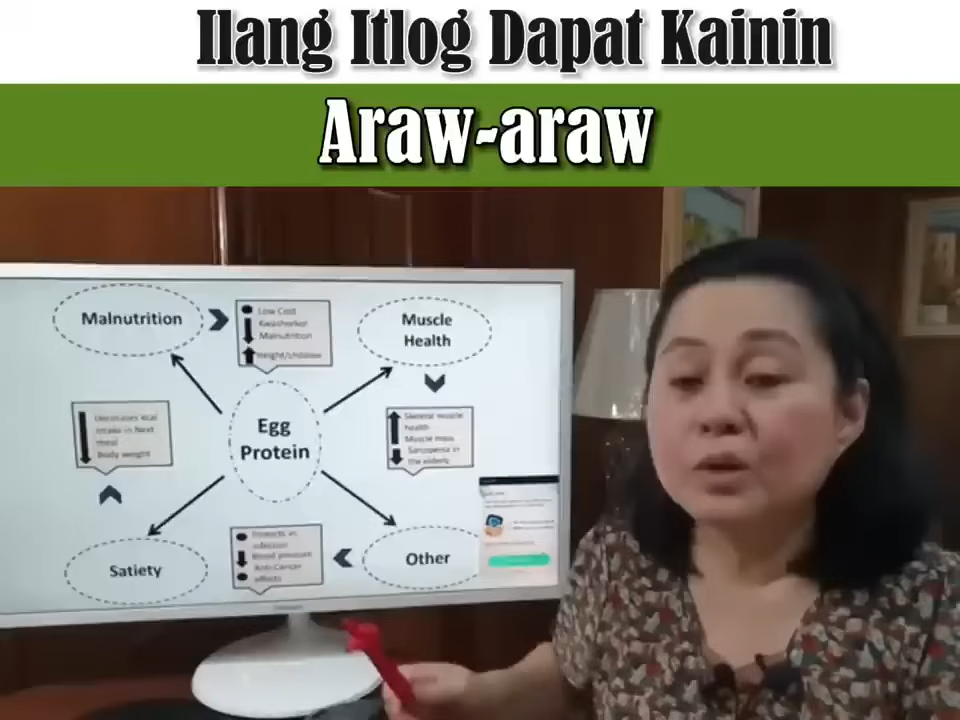 Ilang Itlog Dapat Kainin
Araw-araw
Malnutrition
Low Cost
Kwashiorkor
Malnutrition
Height/children
Muscle
Health
Skeletal muscle
health
Muscle mass
Sarcopenia in
the elderly
Egg
Protein
Decreases kcal
intake in Next
meal
Body weight
Satiety
Protects vs
infection
Blood pressure
Anti-Cancer
effects
Other